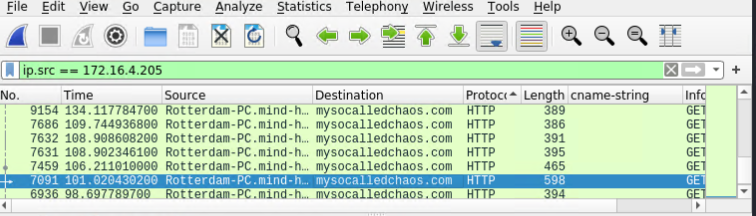 File Edit View Go Capture Analyze Statistics Telephony Wireless Tools Help
ip.src == 172.16.4.205
No. Time Source Destination Protocc Length cname-string Info
9154 134.117784700 Rotterdam-PC.mind-h… mysocalledchaos.com HTTP 389 GET
7686 109.744936800 Rotterdam-PC.mind-h… mysocalledchaos.com HTTP 386 GET
7632 108.908608200 Rotterdam-PC.mind-h… mysocalledchaos.com HTTP 391 GET
7631 108.902346100 Rotterdam-PC.mind-h… mysocalledchaos.com HTTP 395 GET
7459 106.211010000 Rotterdam-PC.mind-h… mysocalledchaos.com HTTP 465 GET
7091 101.020430200 Rotterdam-PC.mind-h… mysocalledchaos.com HTTP 598 GET
6936 98.697789700 Rotterdam-PC.mind-h… mysocalledchaos.com HTTP 394 GET